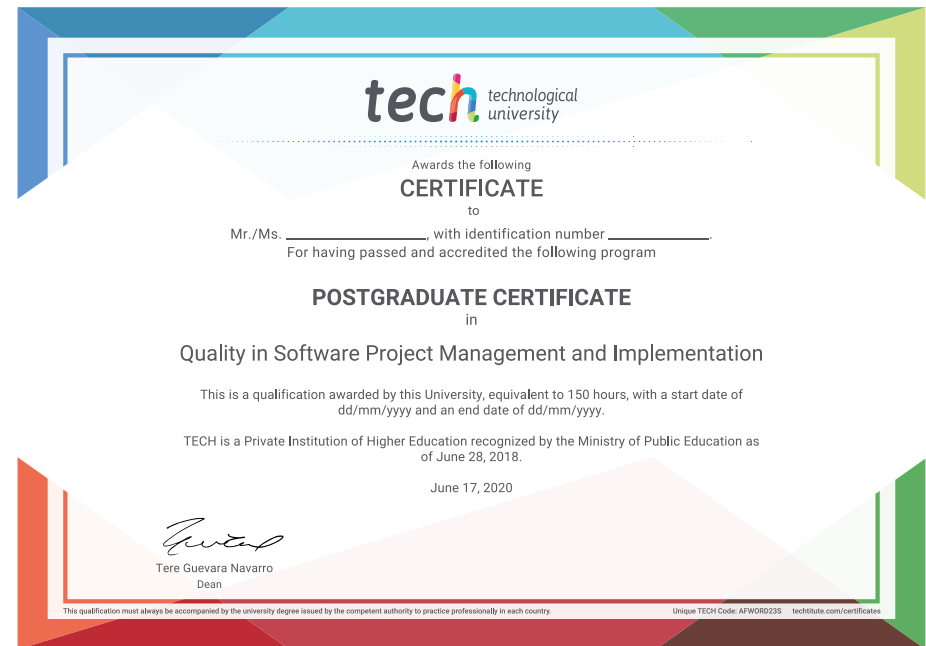 tech technological
university
Awards the following
CERTIFICATE
to
Mr./Ms. ____________________, with identification number ______________.
For having passed and accredited the following program
POSTGRADUATE CERTIFICATE
in
Quality in Software Project Management and Implementation
This is a qualification awarded by this University, equivalent to 150 hours, with a start date of
dd/mm/yyyy and an end date of dd/mm/yyyy.
TECH is a Private Institution of Higher Education recognized by the Ministry of Public Education as
of June 28, 2018.
June 17, 2020
Tere Guevara Navarro
Dean
This qualification must always be accompanied by the university degree issued by the competent authority to practice professionally in each country. Unique TECH Code: AFWORD23S techtitute.com/certificates